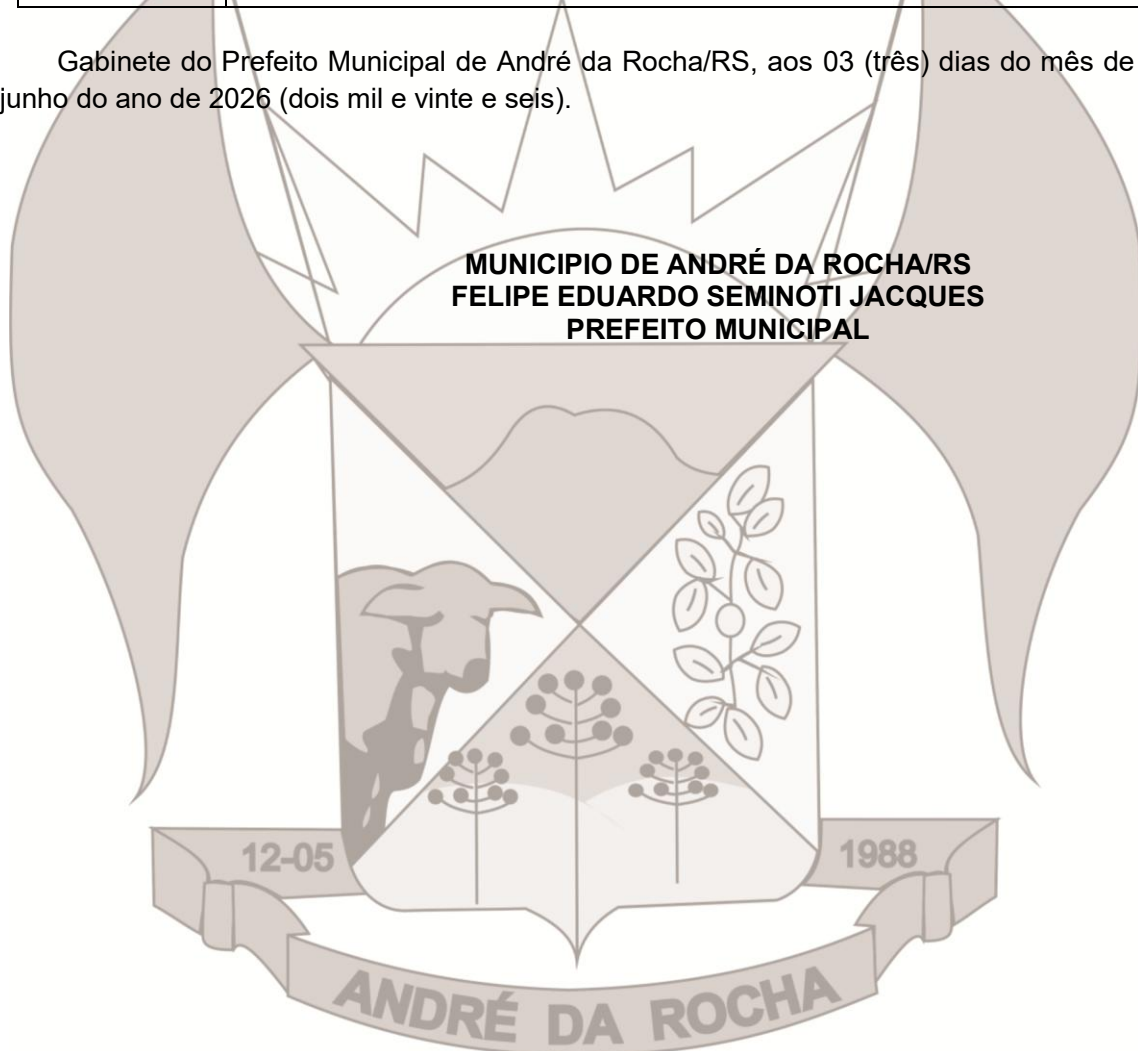 Gabinete do Prefeito Municipal de André da Rocha/RS, aos 03 (três) dias do mês de
junho do ano de 2026 (dois mil e vinte e seis).
MUNICIPIO DE ANDRÉ DA ROCHA/RS
FELIPE EDUARDO SEMINOTI JACQUES
PREFEITO MUNICIPAL
12-05
1988
ANDRÉ DA ROCHA